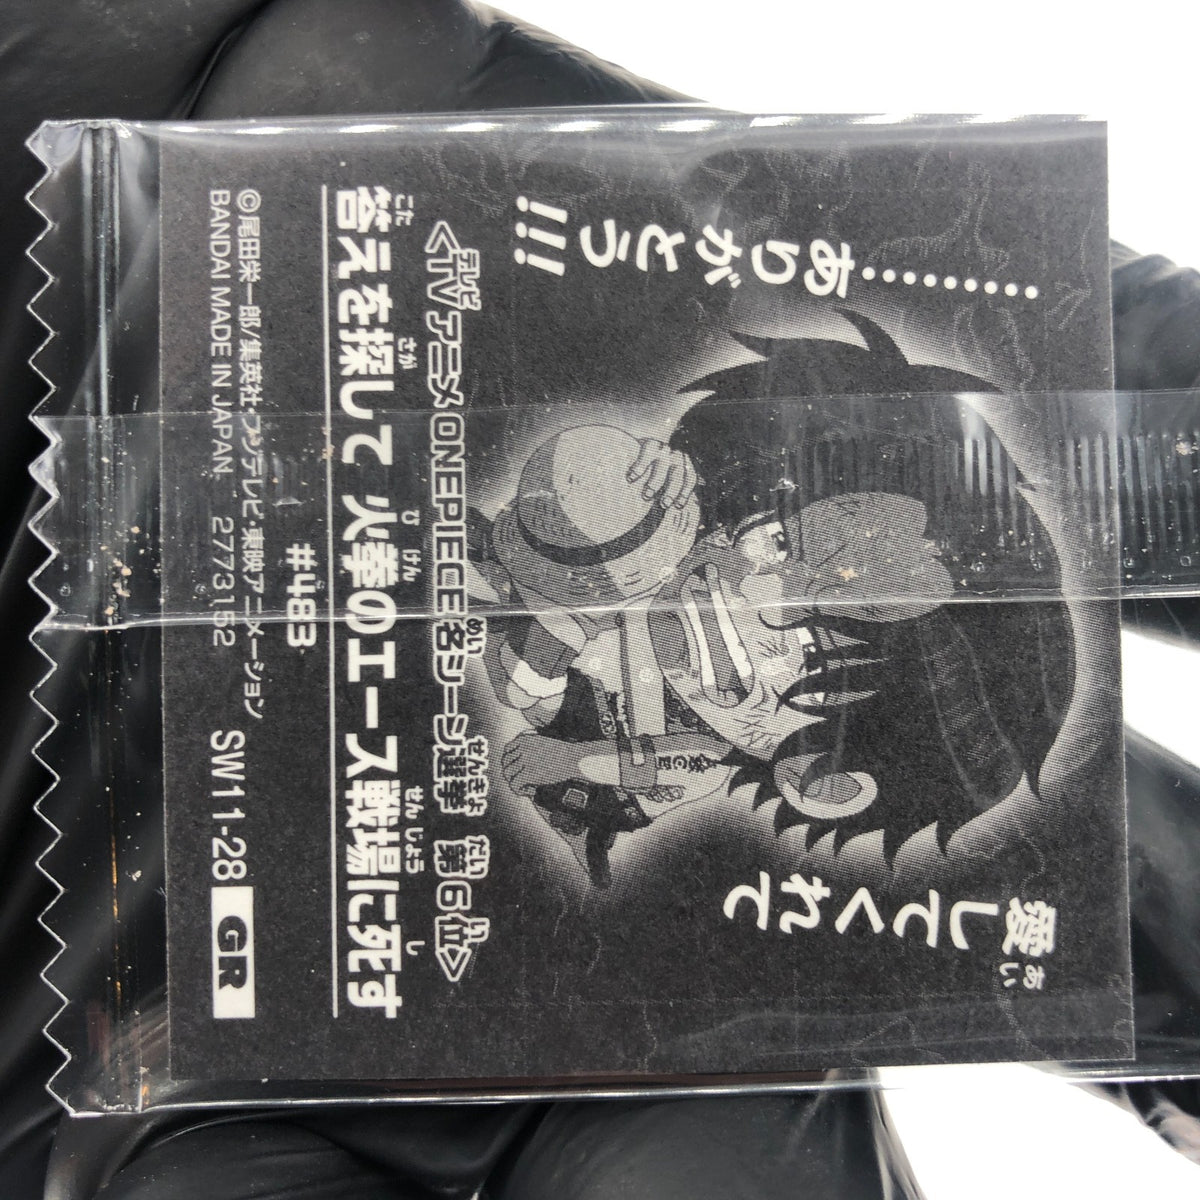 愛してくれて
………ありがとう!!!
<TVアニメONE PIECE名シーン選挙 第6位>
答えを探して 火拳のエース戦場に死す
#483
©尾田栄一郎/集英社・フジテレビ・東映アニメーション
BANDAI MADE IN JAPAN 2773152 SW11-28 GR